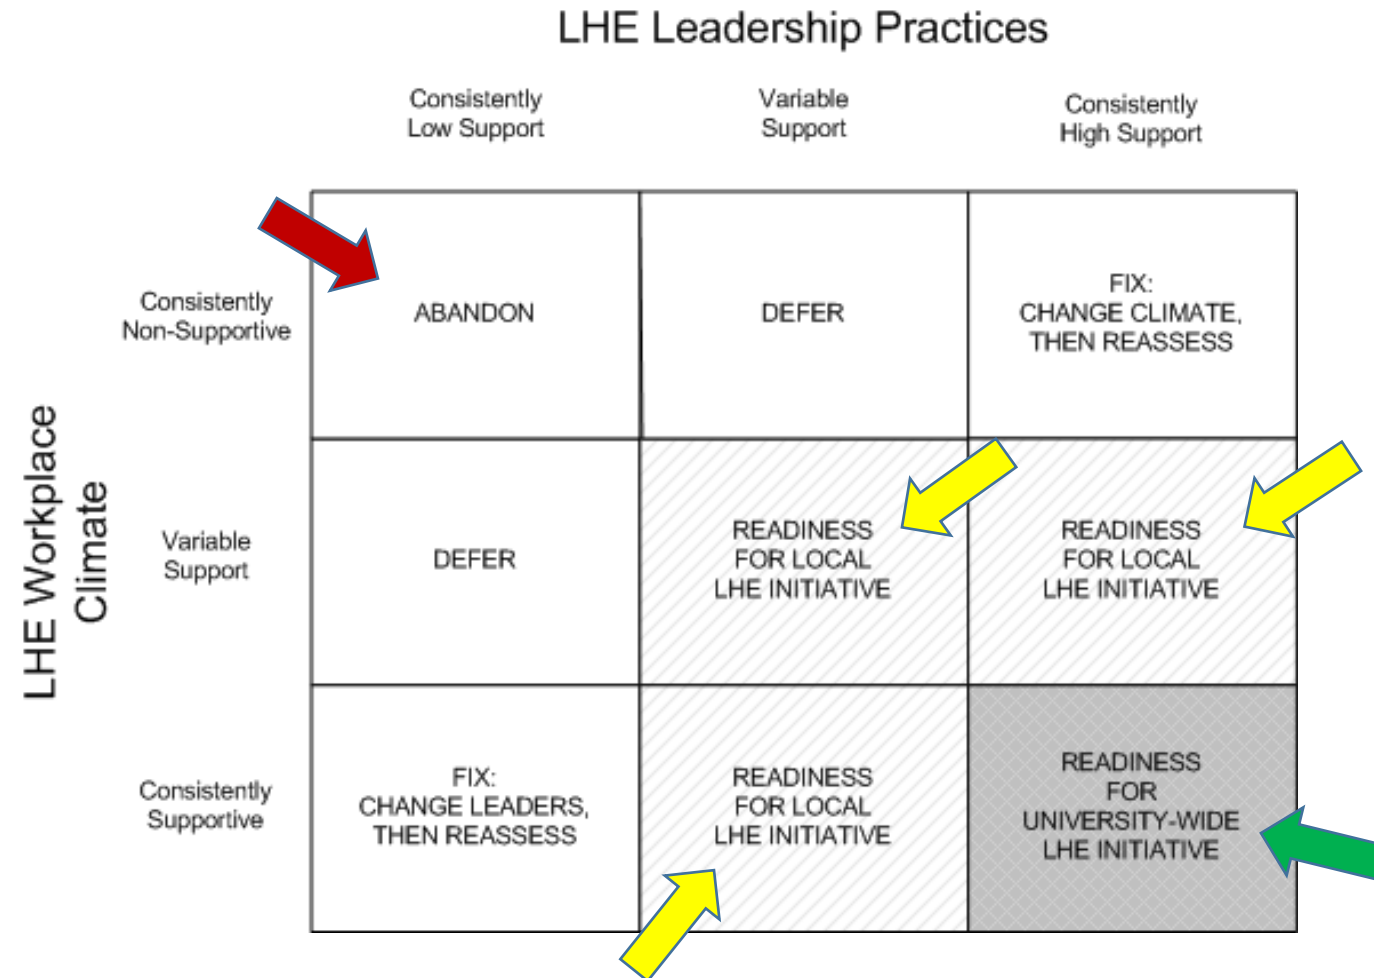 LHE Leadership Practices
Consistently
Low Support
Variable
Support
Consistently
High Support
LHE Workplace
Climate
Consistently
Non-Supportive
ABANDON
DEFER
FIX:
CHANGE CLIMATE,
THEN REASSESS
Variable
Support
DEFER
READINESS
FOR LOCAL
LHE INITIATIVE
READINESS
FOR LOCAL
LHE INITIATIVE
Consistently
Supportive
FIX:
CHANGE LEADERS,
THEN REASSESS
READINESS
FOR LOCAL
LHE INITIATIVE
READINESS
FOR
UNIVERSITY-WIDE
LHE INITIATIVE